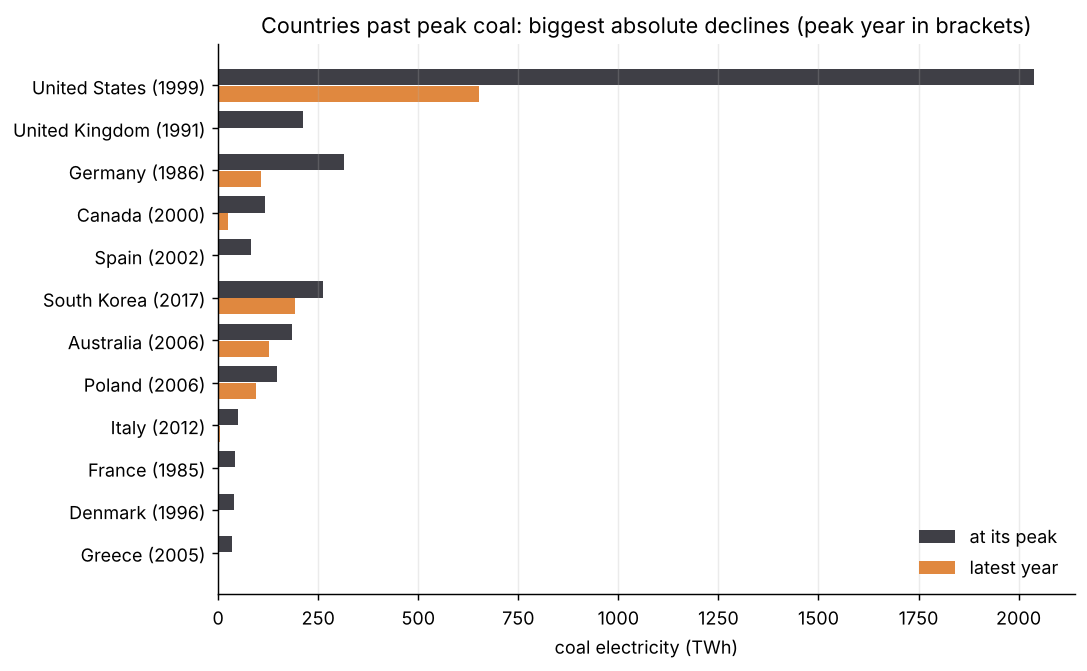 Countries past peak coal: biggest absolute declines (peak year in brackets)
United States (1999)
United Kingdom (1991)
Germany (1986)
Canada (2000)
Spain (2002)
South Korea (2017)
Australia (2006)
Poland (2006)
Italy (2012)
France (1985)
Denmark (1996)
Greece (2005)
at its peak
latest year
0 250 500 750 1000 1250 1500 1750 2000
coal electricity (TWh)